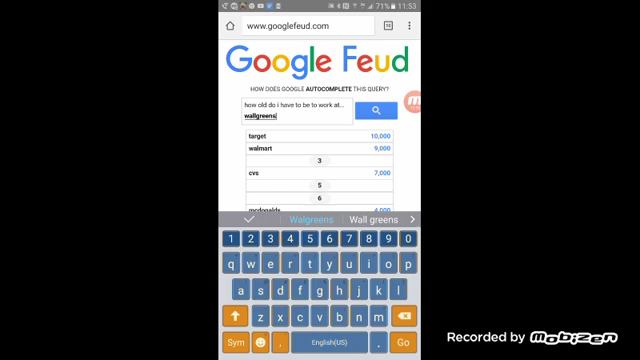 71% 11:53
www.googlefeud.com
Google Feud
HOW DOES GOOGLE AUTOCOMPLETE THIS QUERY?
how old do i have to be to work at...
wallgreens
target 10,000
walmart 9,000
3
cvs 7,000
5
6
mcdonalds 4,000
Walgreens Wall greens
1 2 3 4 5 6 7 8 9 0
q w e r t y u i o p
a s d f g h j k l
z x c v b n m
Sym , English(US) . Go
Recorded by Mobizen